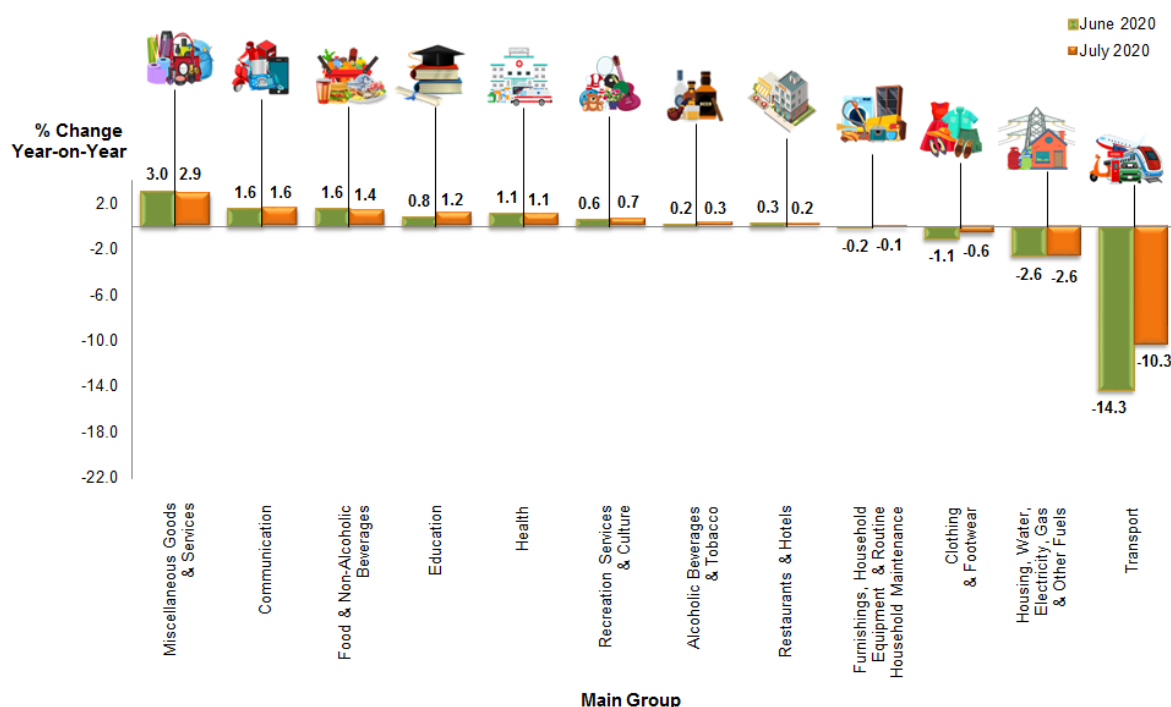 June 2020
July 2020
% Change
Year-on-Year
3.0 2.9
1.6 1.6
1.6 1.4
0.8 1.2
1.1 1.1
0.6 0.7
0.2 0.3
0.3 0.2
-0.2 -0.1
-1.1 -0.6
-2.6 -2.6
-14.3 -10.3
2.0
-2.0
-6.0
-10.0
-14.0
-18.0
-22.0
Miscellaneous Goods
& Services
Communication
Food & Non-Alcoholic
Beverages
Education
Health
Recreation Services
& Culture
Alcoholic Beverages
& Tobacco
Restaurants & Hotels
Furnishings, Household
Equipment & Routine
Household Maintenance
Clothing
& Footwear
Housing, Water,
Electricity, Gas
& Other Fuels
Transport
Main Group